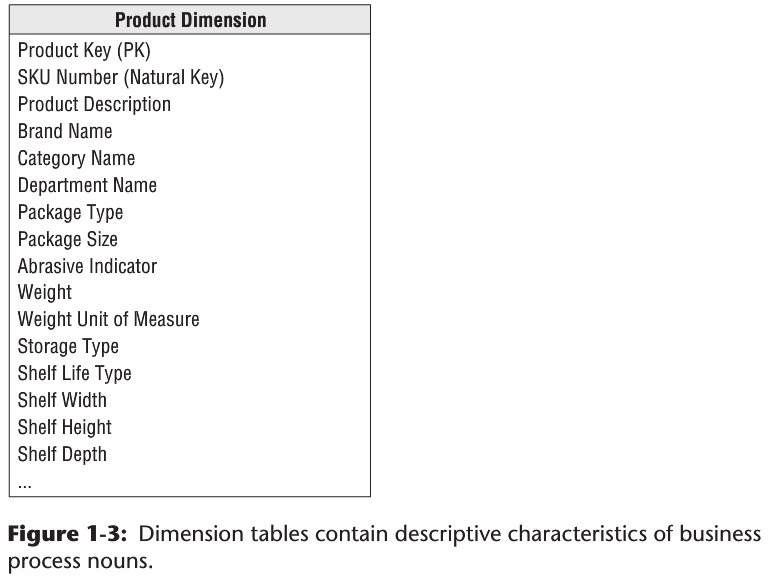 Product Dimension
Product Key (PK)
SKU Number (Natural Key)
Product Description
Brand Name
Category Name
Department Name
Package Type
Package Size
Abrasive Indicator
Weight
Weight Unit of Measure
Storage Type
Shelf Life Type
Shelf Width
Shelf Height
Shelf Depth
...
Figure 1-3: Dimension tables contain descriptive characteristics of business
process nouns.